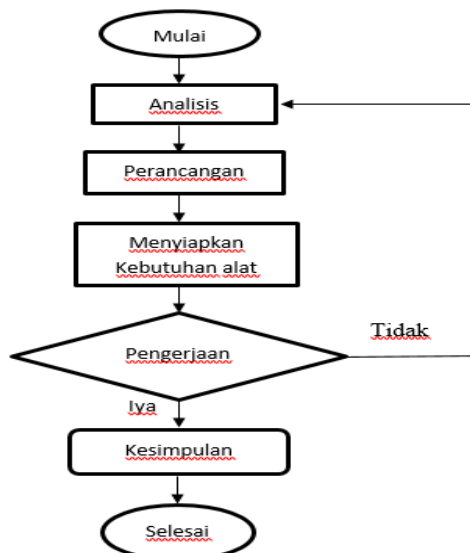 Mulai
Analisis
Perancangan
Menyiapkan
Kebutuhan alat
Pengerjaan
Tidak
Iya
Kesimpulan
Selesai